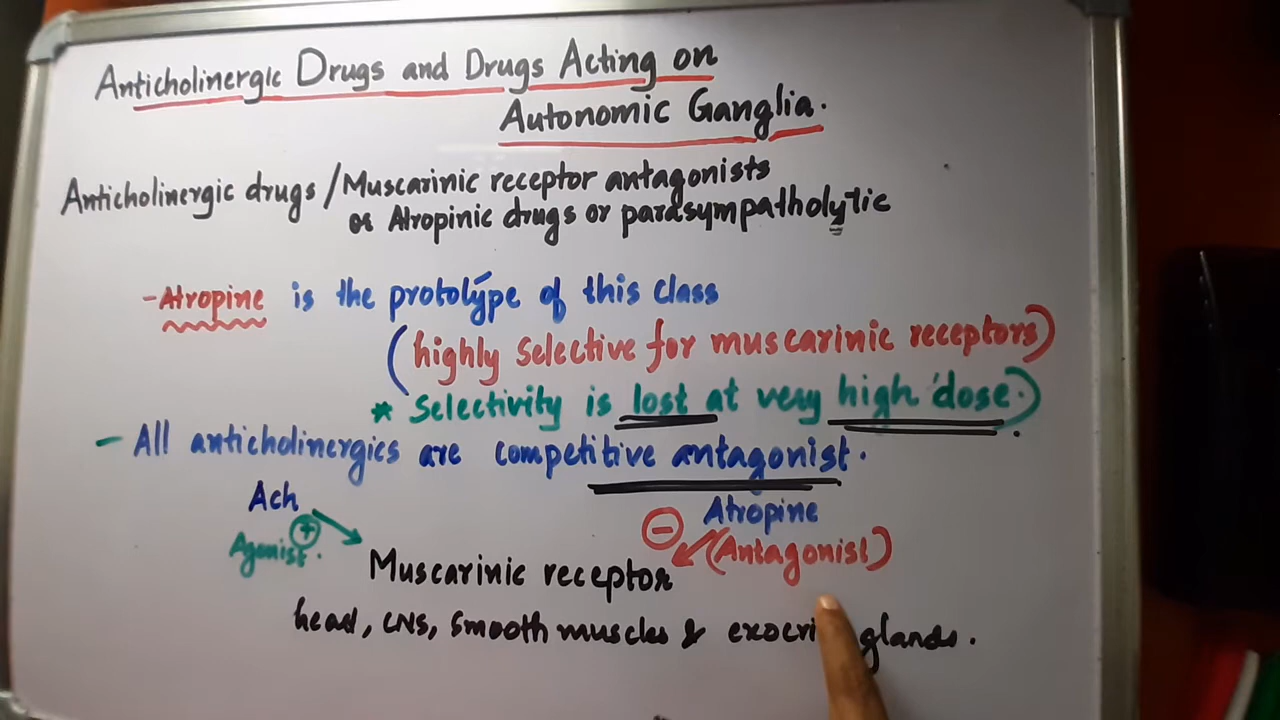 Anticholinergic Drugs and Drugs Acting on
Autonomic Ganglia.
Anticholinergic drugs / Muscarinic receptor antagonists
or Atropinic drugs or parasympatholytic
- Atropine is the prototype of this class
(highly selective for muscarinic receptors)
* Selectivity is lost at very high dose.)
- All anticholinergics are competitive antagonist.
Ach
Atropine
Agonist.
+
-
(Antagonist)
Muscarinic receptor
CNS, smooth muscles & glands.